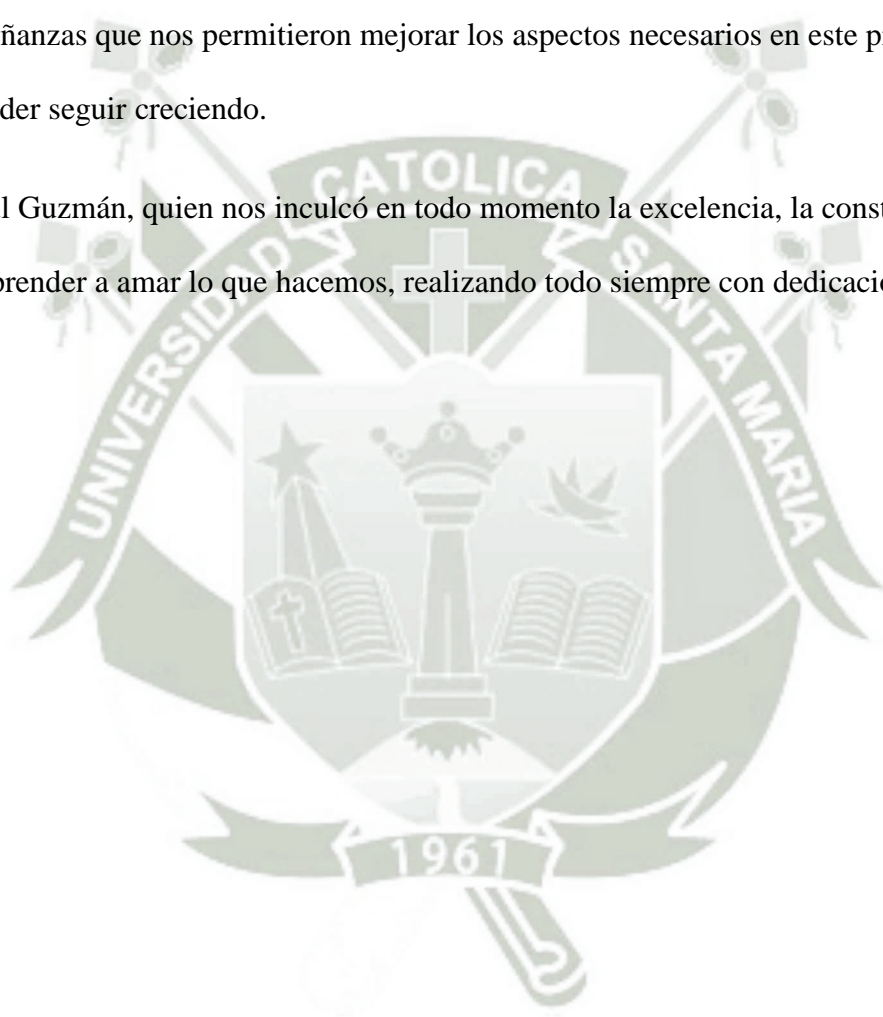 ñanzas que nos permitieron mejorar los aspectos necesarios en este p
der seguir creciendo.
l Guzmán, quien nos inculcó en todo momento la excelencia, la const
prender a amar lo que hacemos, realizando todo siempre con dedicaci
UNIVERSIDAD CATOLICA SANTA MARIA
1961